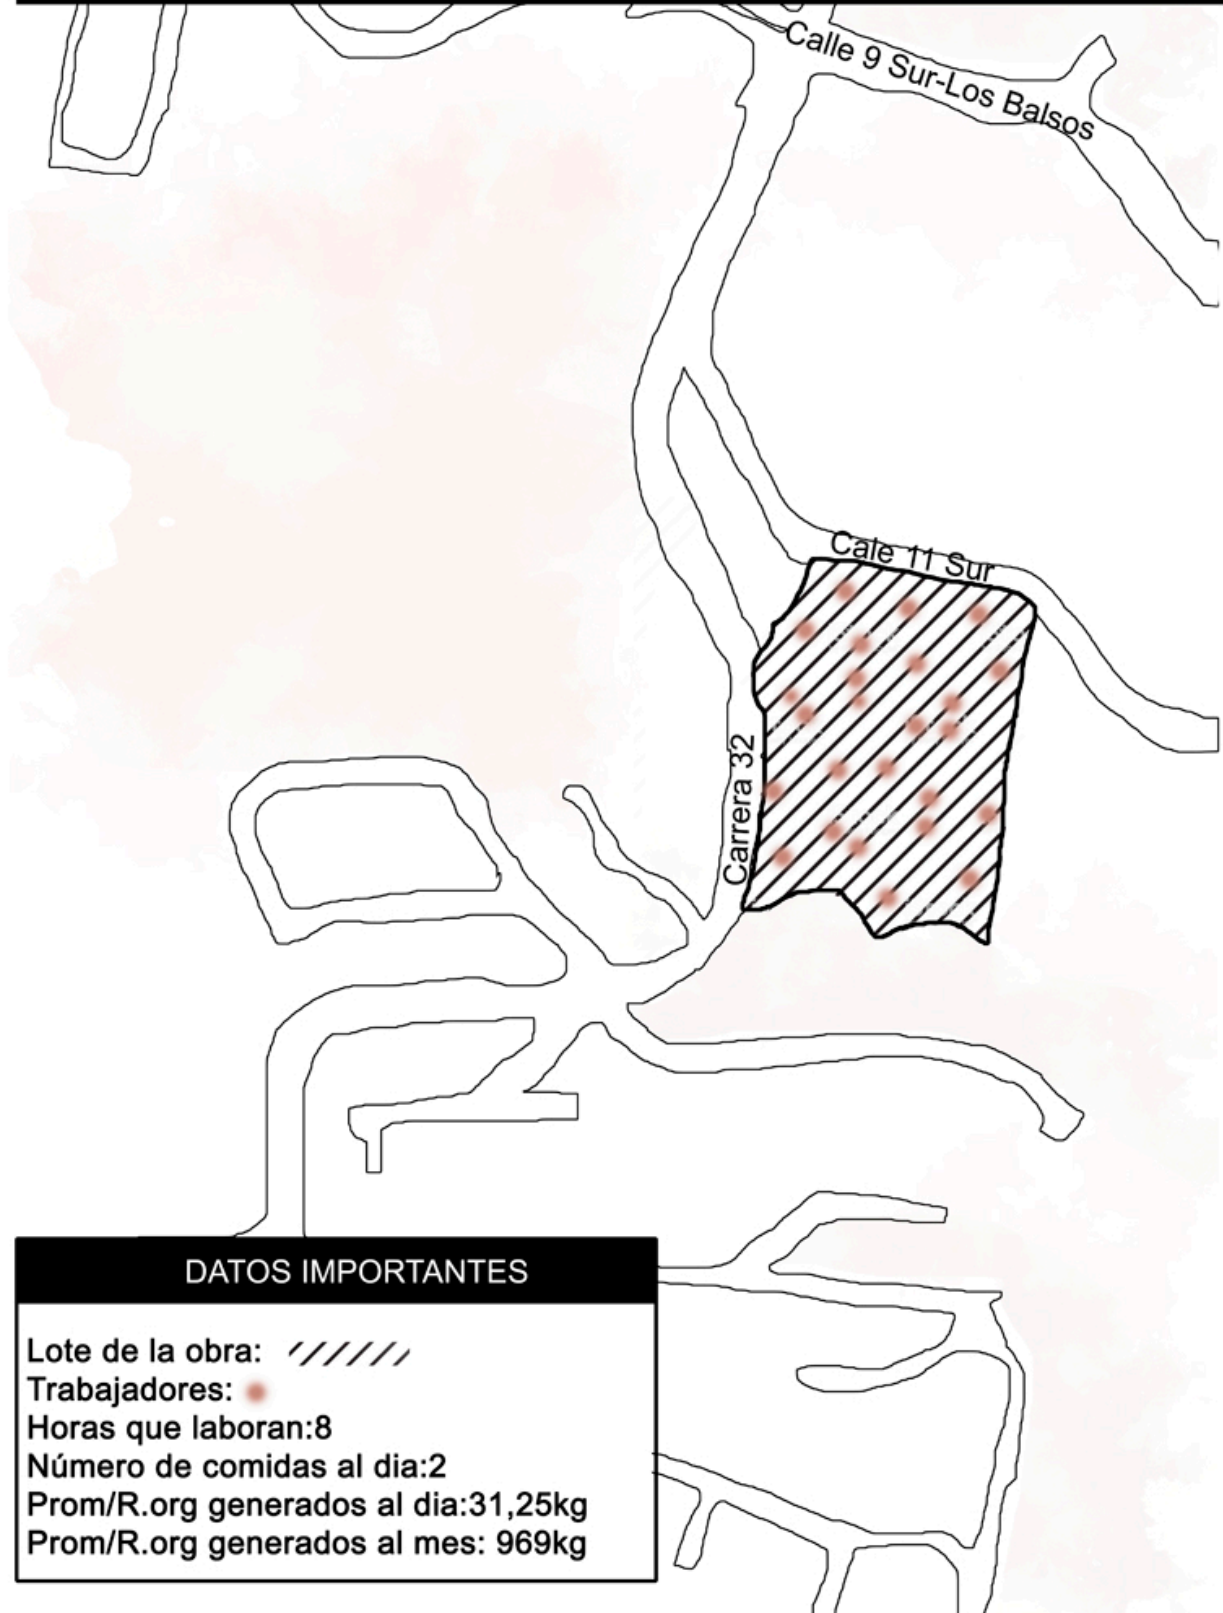 Calle 9 Sur-Los Balsos
Cale 11 Sur
Carrera 32
DATOS IMPORTANTES
Lote de la obra:
Trabajadores:
Horas que laboran:8
Número de comidas al dia:2
Prom/R.org generados al dia:31,25kg
Prom/R.org generados al mes: 969kg